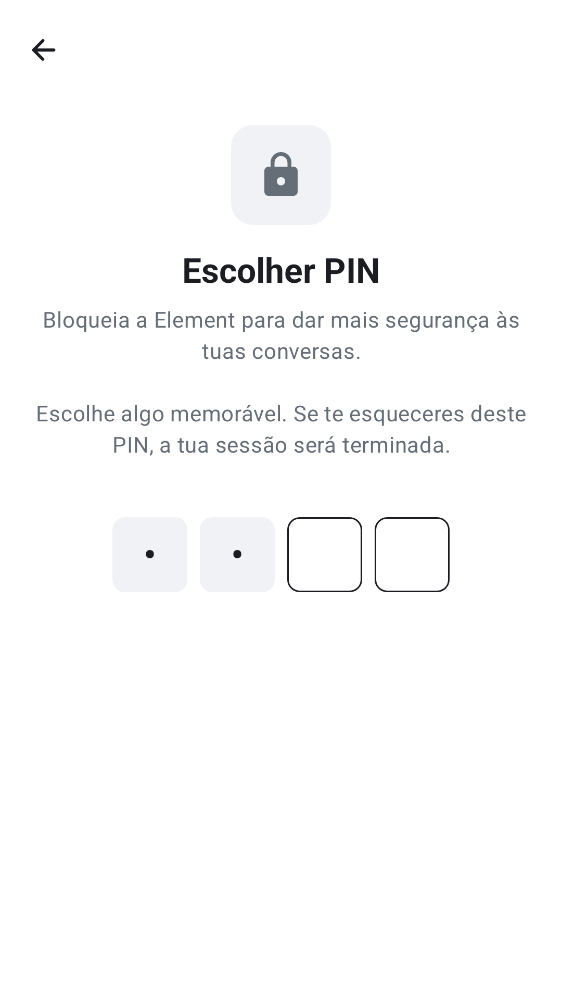 Escolher PIN
Bloqueia a Element para dar mais segurança às
tuas conversas.
Escolhe algo memorável. Se te esqueceres deste
PIN, a tua sessão será terminada.